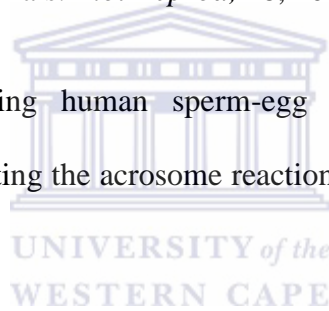 ing human sperm-egg
ting the acrosome reaction
UNIVERSITY of the
WESTERN CAPE